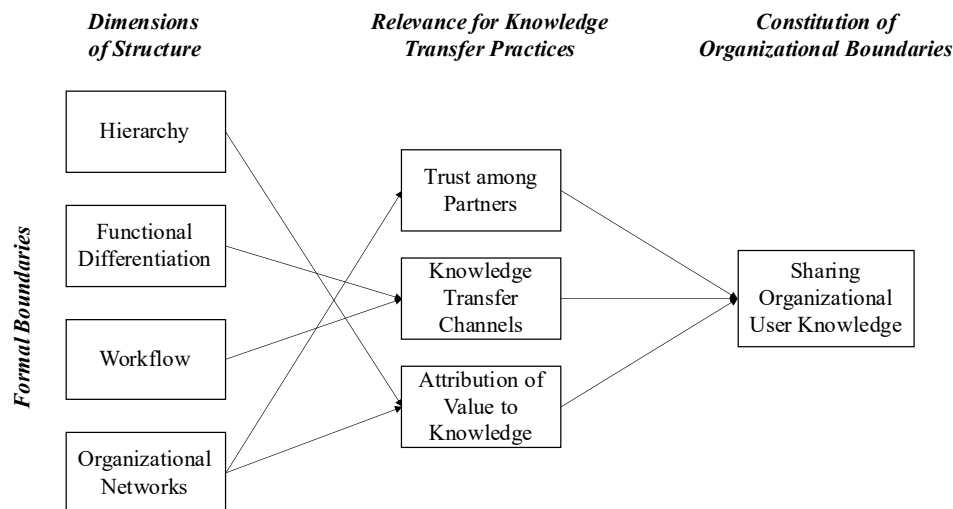 Dimensions
of Structure
Relevance for Knowledge
Transfer Practices
Constitution of
Organizational Boundaries
Formal Boundaries
Hierarchy
Functional
Differentiation
Workflow
Organizational
Networks
Trust among
Partners
Knowledge
Transfer
Channels
Attribution of
Value to
Knowledge
Sharing
Organizational
User Knowledge